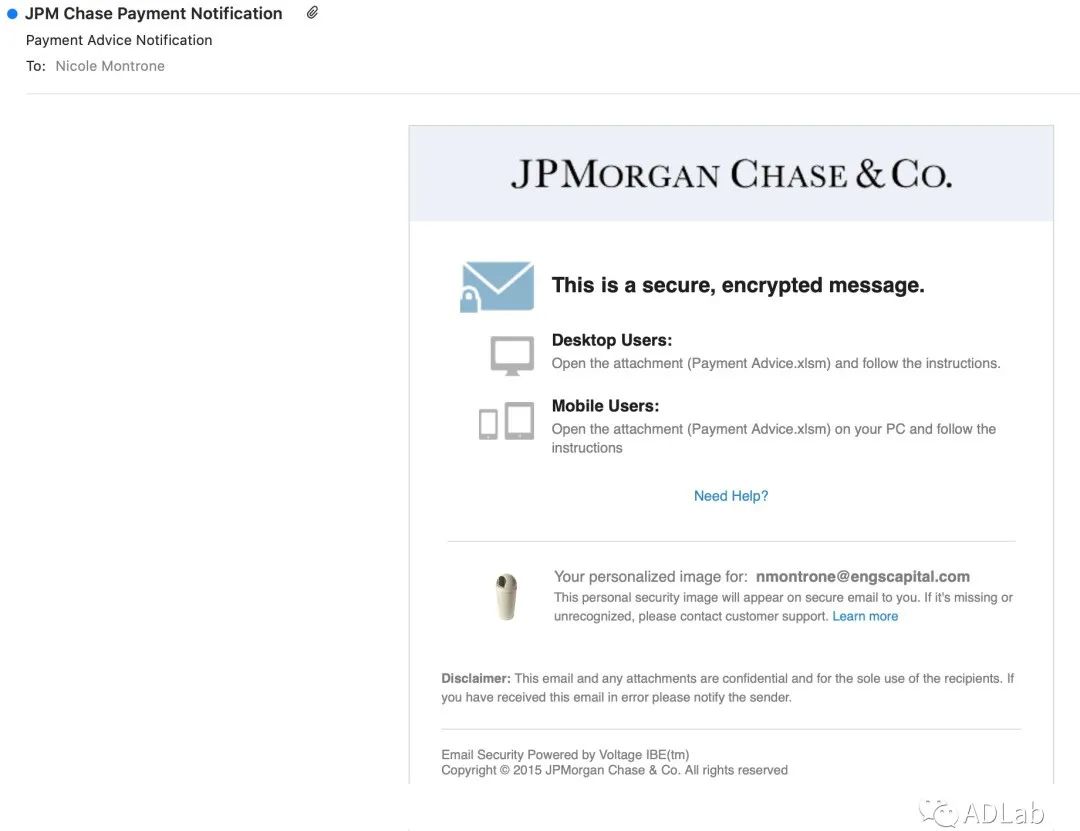 JPM Chase Payment Notification
Payment Advice Notification
To: Nicole Montrone
JPMORGAN CHASE & CO.
This is a secure, encrypted message.
Desktop Users:
Open the attachment (Payment Advice.xlsm) and follow the instructions.
Mobile Users:
Open the attachment (Payment Advice.xlsm) on your PC and follow the
instructions
Need Help?
Your personalized image for: nmontrone@engscapital.com
This personal security image will appear on secure email to you. If it's missing or
unrecognized, please contact customer support. Learn more
Disclaimer: This email and any attachments are confidential and for the sole use of the recipients. If
you have received this email in error please notify the sender.
Email Security Powered by Voltage IBE(tm)
Copyright © 2015 JPMorgan Chase & Co. All rights reserved
ADLab